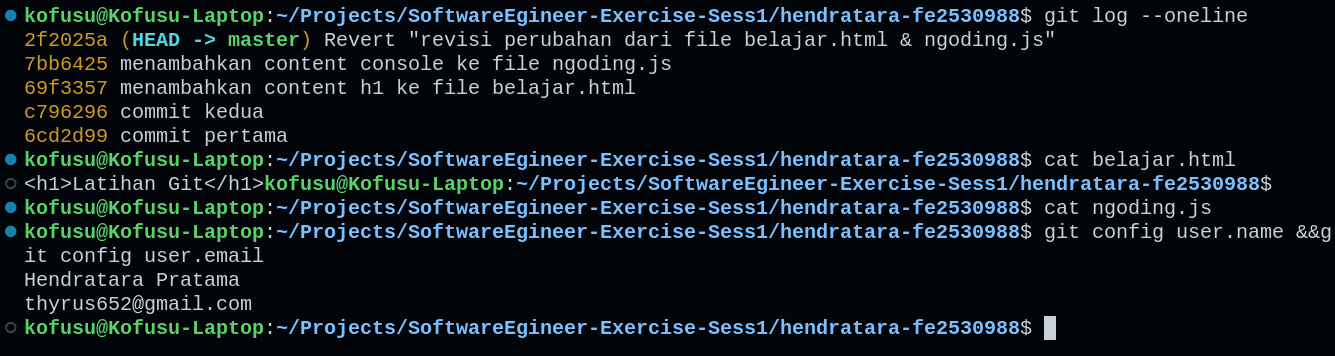 kofusu@Kofusu-Laptop:~/Projects/SoftwareEgineer-Exercise-Sess1/hendratara-fe2530988$ git log --oneline
2f2025a (HEAD -> master) Revert "revisi perubahan dari file belajar.html & ngoding.js"
7bb6425 menambahkan content console ke file ngoding.js
69f3357 menambahkan content h1 ke file belajar.html
c796296 commit kedua
6cd2d99 commit pertama
kofusu@Kofusu-Laptop:~/Projects/SoftwareEgineer-Exercise-Sess1/hendratara-fe2530988$ cat belajar.html
<h1>Latihan Git</h1>kofusu@Kofusu-Laptop:~/Projects/SoftwareEgineer-Exercise-Sess1/hendratara-fe2530988$
kofusu@Kofusu-Laptop:~/Projects/SoftwareEgineer-Exercise-Sess1/hendratara-fe2530988$ cat ngoding.js
kofusu@Kofusu-Laptop:~/Projects/SoftwareEgineer-Exercise-Sess1/hendratara-fe2530988$ git config user.name &&g
it config user.email
Hendratara Pratama
thyrus652@gmail.com
kofusu@Kofusu-Laptop:~/Projects/SoftwareEgineer-Exercise-Sess1/hendratara-fe2530988$